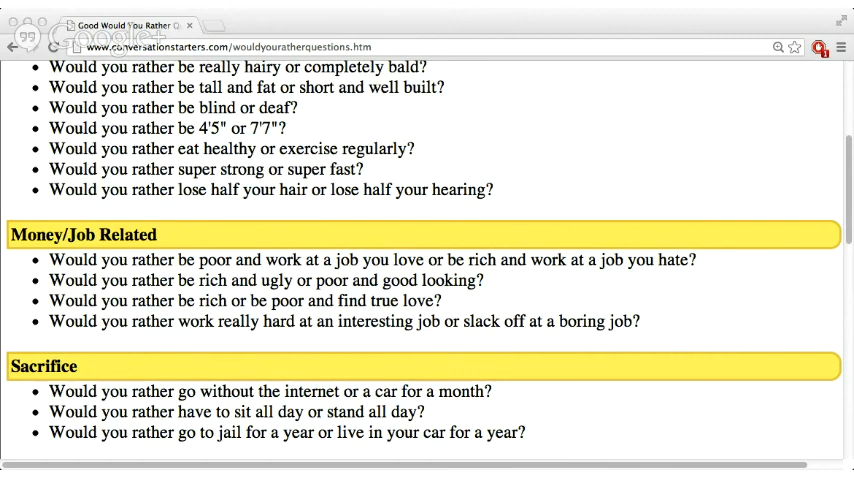 Good Would You Rather Q
Google+
www.conversationstarters.com/wouldyouratherquestions.htm
• Would you rather be really hairy or completely bald?
• Would you rather be tall and fat or short and well built?
• Would you rather be blind or deaf?
• Would you rather be 4'5" or 7'7"?
• Would you rather eat healthy or exercise regularly?
• Would you rather super strong or super fast?
• Would you rather lose half your hair or lose half your hearing?
Money/Job Related
• Would you rather be poor and work at a job you love or be rich and work at a job you hate?
• Would you rather be rich and ugly or poor and good looking?
• Would you rather be rich or be poor and find true love?
• Would you rather work really hard at an interesting job or slack off at a boring job?
Sacrifice
• Would you rather go without the internet or a car for a month?
• Would you rather have to sit all day or stand all day?
• Would you rather go to jail for a year or live in your car for a year?